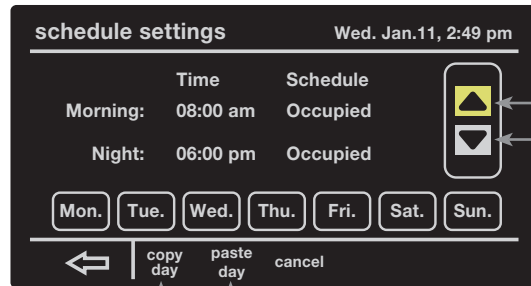 schedule settings Wed. Jan.11, 2:49 pm
Time Schedule
Morning: 08:00 am Occupied
Night: 06:00 pm Occupied
Mon. Tue. Wed. Thu. Fri. Sat. Sun.
copy paste cancel
day day